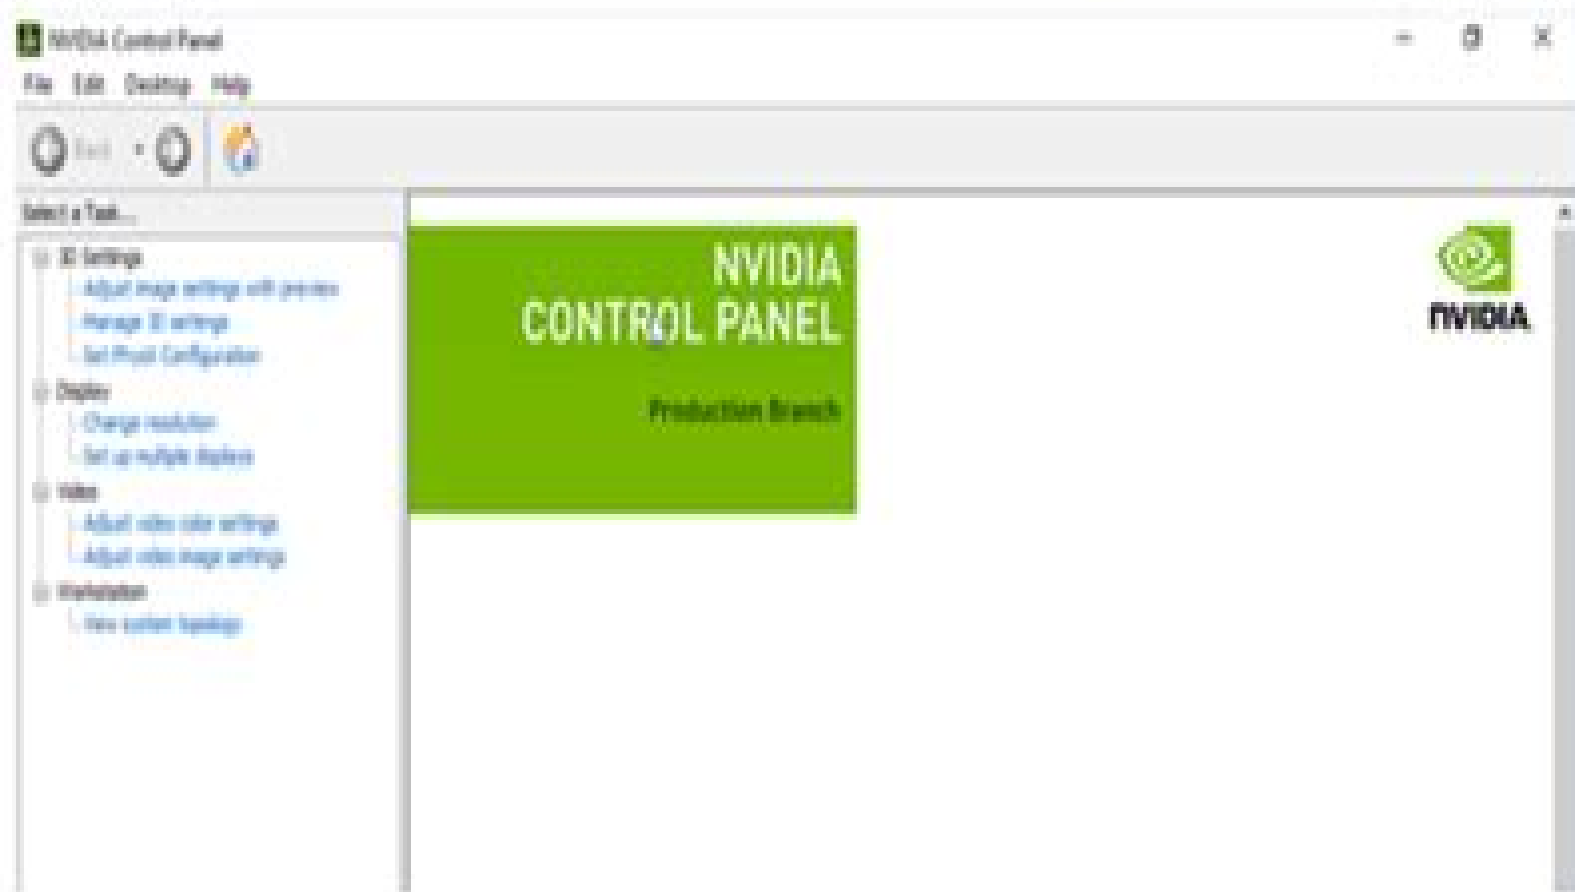 NVIDIA Control Panel
File Edit Desktop Help
Back
Select a Task...
3D Settings
Adjust image settings with preview
Manage 3D settings
Set PhysX Configuration
Display
Change resolution
Set up multiple displays
Video
Adjust video color settings
Adjust video image settings
Workstation
View system topology
NVIDIA
CONTROL PANEL
Production Branch
NVIDIA